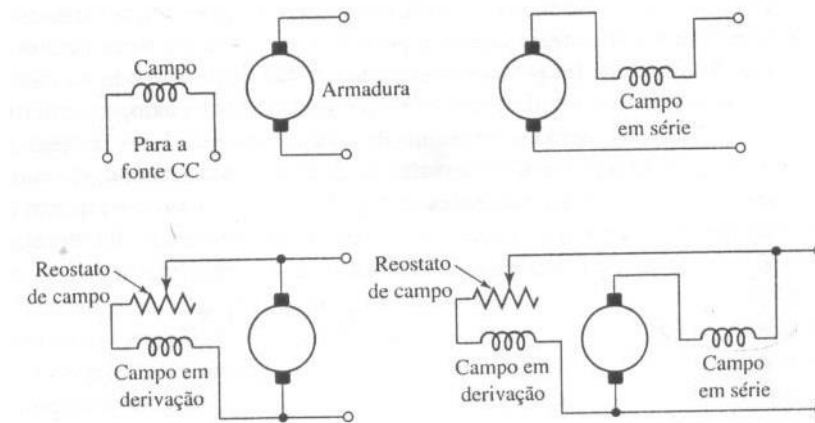 Campo
Armadura
Para a
fonte CC
Campo
em série
Reostato
de campo
Campo em
derivação
Reostato
de campo
Campo em
derivação
Campo
em série